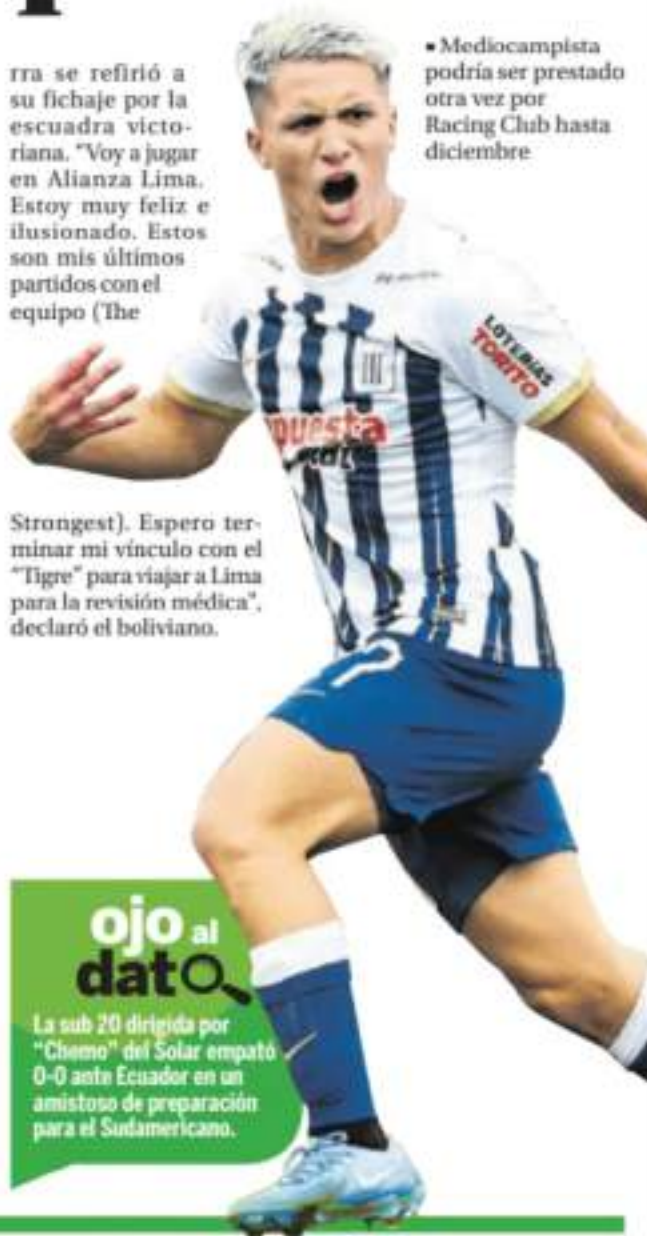 rra se refirió a
su fichaje por la
escuadra victo-
riana. "Voy a jugar
en Alianza Lima.
Estoy muy feliz e
ilusionado. Estos
son mis últimos
partidos con el
equipo (The
Strongest). Espero ter-
minar mi vínculo con el
"Tigre" para viajar a Lima
para la revisión médica",
declaró el boliviano.
▪ Mediocampista
podría ser prestado
otra vez por
Racing Club hasta
diciembre
LOTERIAS
TORITO
puesta
7
ojo al
dato
La sub 20 dirigida por
"Chemo" del Solar empató
0-0 ante Ecuador en un
amistoso de preparación
para el Sudamericano.